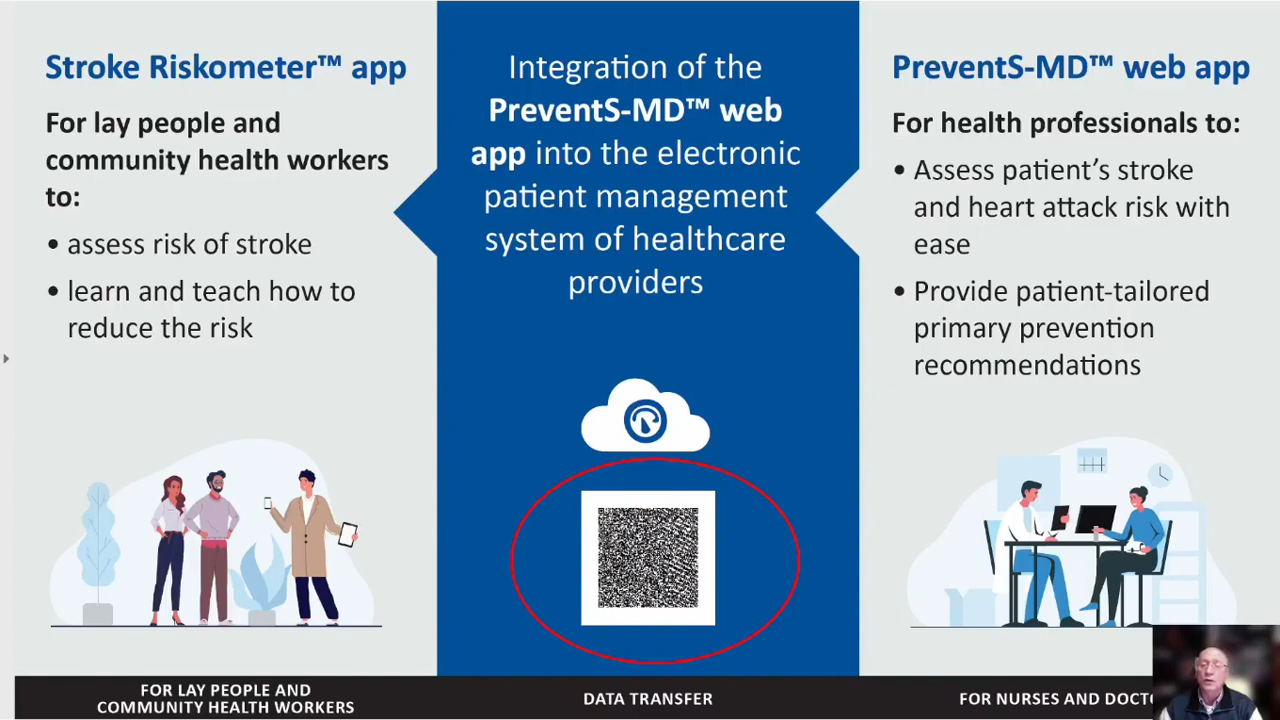 Stroke Riskometer™ app
For lay people and
community health workers
to:
• assess risk of stroke
• learn and teach how to
reduce the risk
Integration of the
PreventS-MD™ web
app into the electronic
patient management
system of healthcare
providers
PreventS-MD™ web app
For health professionals to:
• Assess patient's stroke
and heart attack risk with
ease
• Provide patient-tailored
primary prevention
recommendations
FOR LAY PEOPLE AND
COMMUNITY HEALTH WORKERS
DATA TRANSFER
FOR NURSES AND